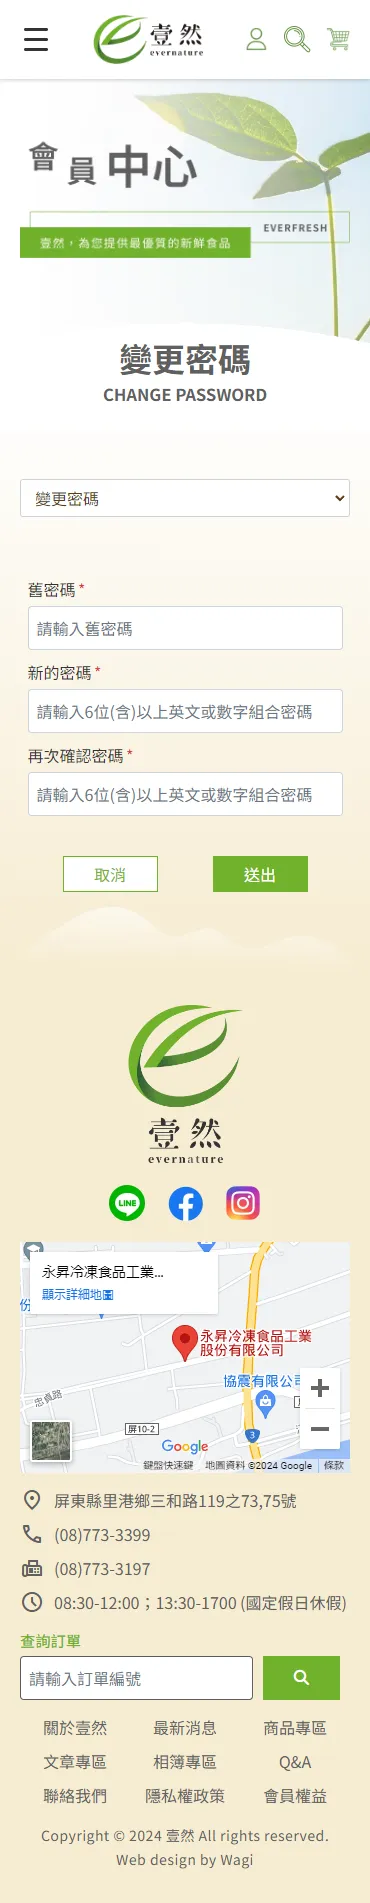 壹然
evernature
會員中心
EVERFRESH
壹然，為您提供最優質的新鮮食品
變更密碼
CHANGE PASSWORD
變更密碼
舊密碼 *
請輸入舊密碼
新的密碼 *
請輸入6位(含)以上英文或數字組合密碼
再次確認密碼 *
請輸入6位(含)以上英文或數字組合密碼
取消
送出
壹然
evernature
LINE
永昇冷凍食品工業...
顯示詳細地圖
份
永昇冷凍食品工業
股份有限公司
協震有限公司
忠貞路
屏10-2
3
Google
鍵盤快速鍵
地圖資料 ©2024 Google
條款
屏東縣里港鄉三和路119之73,75號
(08)773-3399
(08)773-3197
08:30-12:00；13:30-1700 (國定假日休假)
查詢訂單
請輸入訂單編號
關於壹然
最新消息
商品專區
文章專區
相簿專區
Q&A
聯絡我們
隱私權政策
會員權益
Copyright © 2024 壹然 All rights reserved.
Web design by Wagi